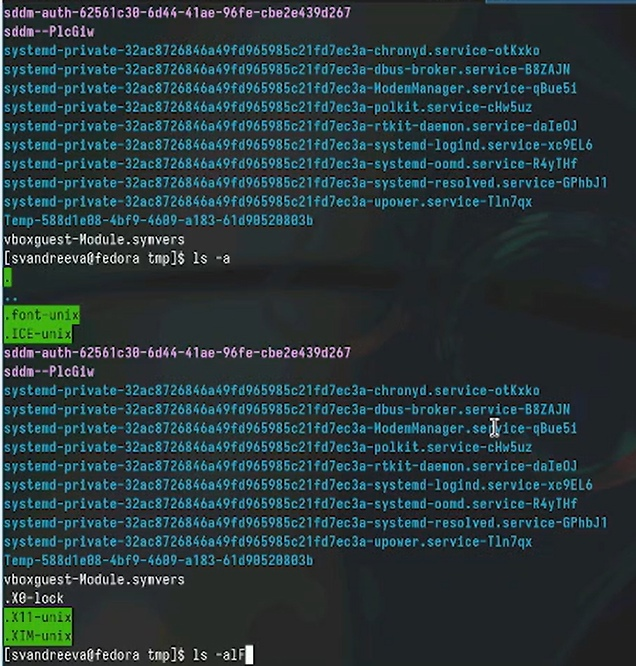 sddm-auth-62561c30-6d44-41ae-96fe-cbe2e439d267
sddm--PlcGiw
systemd-private-32ac8726846a49fd965985c21fd7ec3a-chronyd.service-otKxko
systemd-private-32ac8726846a49fd965985c21fd7ec3a-dbus-broker.service-B8ZAJN
systemd-private-32ac8726846a49fd965985c21fd7ec3a-ModemManager.service-qBue5i
systemd-private-32ac8726846a49fd965985c21fd7ec3a-polkit.service-cHw5uz
systemd-private-32ac8726846a49fd965985c21fd7ec3a-rtkit-daemon.service-daIeOJ
systemd-private-32ac8726846a49fd965985c21fd7ec3a-systemd-logind.service-xc9EL6
systemd-private-32ac8726846a49fd965985c21fd7ec3a-systemd-oomd.service-R4yTHf
systemd-private-32ac8726846a49fd965985c21fd7ec3a-systemd-resolved.service-GPhbJ1
systemd-private-32ac8726846a49fd965985c21fd7ec3a-upower.service-Tln7qx
Temp-588d1e08-4bf9-4609-a183-61d90520803b
vboxguest-Module.symvers
[svandreeva@fedora tmp]$ ls -a
.
..
.font-unix
.ICE-unix
sddm-auth-62561c30-6d44-41ae-96fe-cbe2e439d267
sddm--PlcGiw
systemd-private-32ac8726846a49fd965985c21fd7ec3a-chronyd.service-otKxko
systemd-private-32ac8726846a49fd965985c21fd7ec3a-dbus-broker.service-B8ZAJN
systemd-private-32ac8726846a49fd965985c21fd7ec3a-ModemManager.service-qBue5i
systemd-private-32ac8726846a49fd965985c21fd7ec3a-polkit.service-cHw5uz
systemd-private-32ac8726846a49fd965985c21fd7ec3a-rtkit-daemon.service-daIeOJ
systemd-private-32ac8726846a49fd965985c21fd7ec3a-systemd-logind.service-xc9EL6
systemd-private-32ac8726846a49fd965985c21fd7ec3a-systemd-oomd.service-R4yTHf
systemd-private-32ac8726846a49fd965985c21fd7ec3a-systemd-resolved.service-GPhbJ1
systemd-private-32ac8726846a49fd965985c21fd7ec3a-upower.service-Tln7qx
Temp-588d1e08-4bf9-4609-a183-61d90520803b
vboxguest-Module.symvers
.X0-lock
.X11-unix
.XIM-unix
[svandreeva@fedora tmp]$ ls -alF